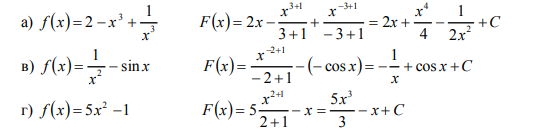 а) f(x) = 2 − x³ + 1/x³ F(x) = 2x − x³⁺¹/(3+1) + x⁻³⁺¹/(−3+1) = 2x + x⁴/4 − 1/(2x²) + C
в) f(x) = 1/x² − sin x F(x) = x⁻²⁺¹/(−2+1) − (− cos x) = −1/x + cos x + C
г) f(x) = 5x² − 1 F(x) = 5 x²⁺¹/(2+1) − x = 5x³/3 − x + C